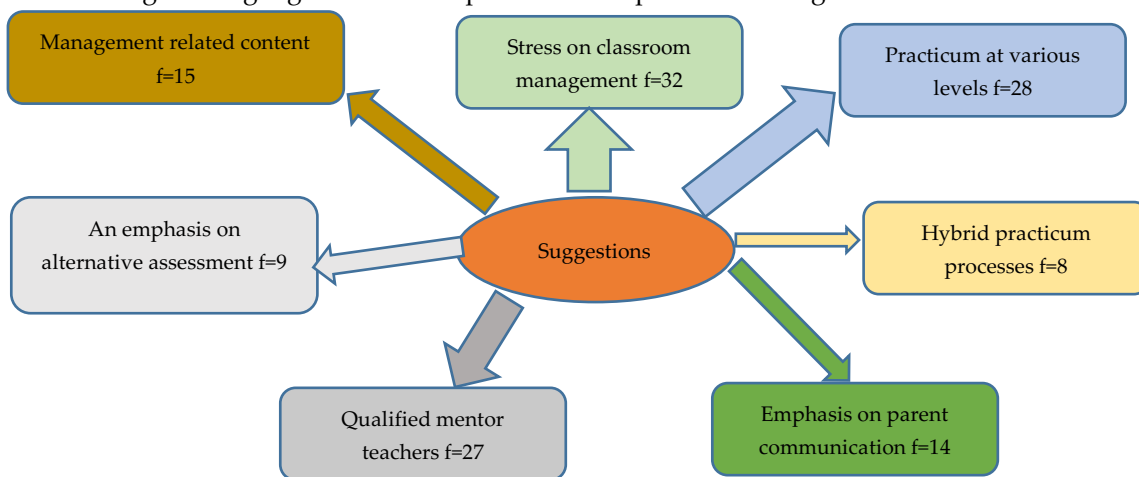 Management related content
f=15
Stress on classroom
management f=32
Practicum at various
levels f=28
An emphasis on
alternative assessment f=9
Suggestions
Hybrid practicum
processes f=8
Qualified mentor
teachers f=27
Emphasis on parent
communication f=14